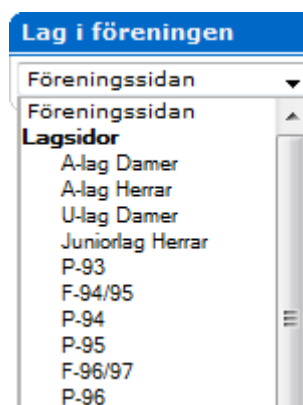 Lag i föreningen
Föreningssidan
Föreningssidan
Lagsidor
A-lag Damer
A-lag Herrar
U-lag Damer
Juniorlag Herrar
P-93
F-94/95
P-94
P-95
F-96/97
P-96